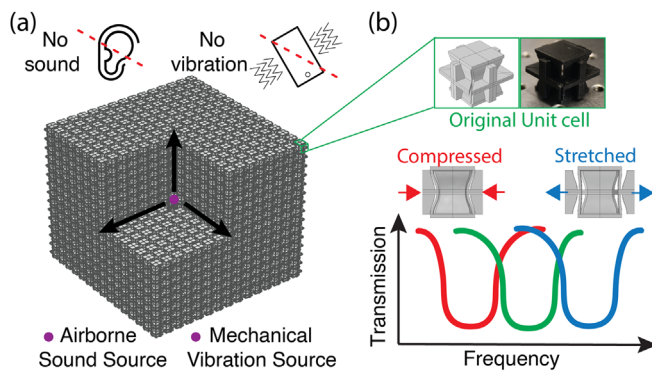 (a)
No
sound
No
vibration
Airborne
Sound Source
Mechanical
Vibration Source
(b)
Original Unit cell
Compressed
Stretched
Transmission
Frequency